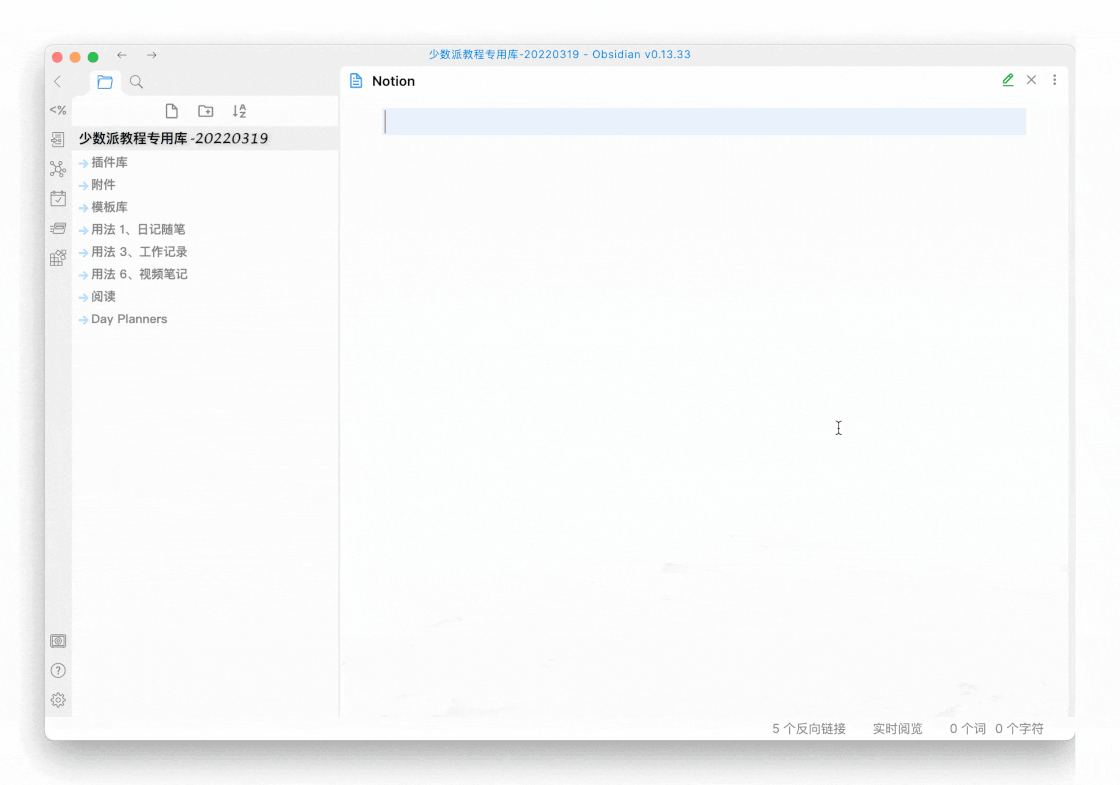 少数派教程专用库-20220319 - Obsidian v0.13.33
Notion
<%
少数派教程专用库-20220319
插件库
附件
模板库
用法 1、日记随笔
用法 3、工作记录
用法 6、视频笔记
阅读
Day Planners
5 个反向链接 实时阅览 0 个词 0 个字符